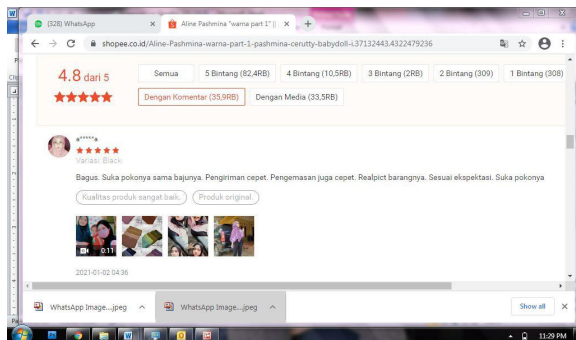 (328) WhatsApp
Aline Pashmina "warna part 1" ||
shopee.co.id/Aline-Pashmina-warna-part-1-pashmina-cerutty-babydoll-i.37132443.4322479236
4.8 dari 5
Semua
5 Bintang (82,4RB)
4 Bintang (10,5RB)
3 Bintang (2RB)
2 Bintang (309)
1 Bintang (308)
Dengan Komentar (35,9RB)
Dengan Media (33,5RB)
a*****a
Variasi: Black
Bagus. Suka pokonya sama bajunya. Pengiriman cepet. Pengemasan juga cepet. Realpict barangnya. Sesuai ekspektasi. Suka pokonya
Kualitas produk sangat baik.
Produk original.
0:11
2021-01-02 04:36
WhatsApp Image....jpeg
WhatsApp Image....jpeg
Show all
11:29 PM